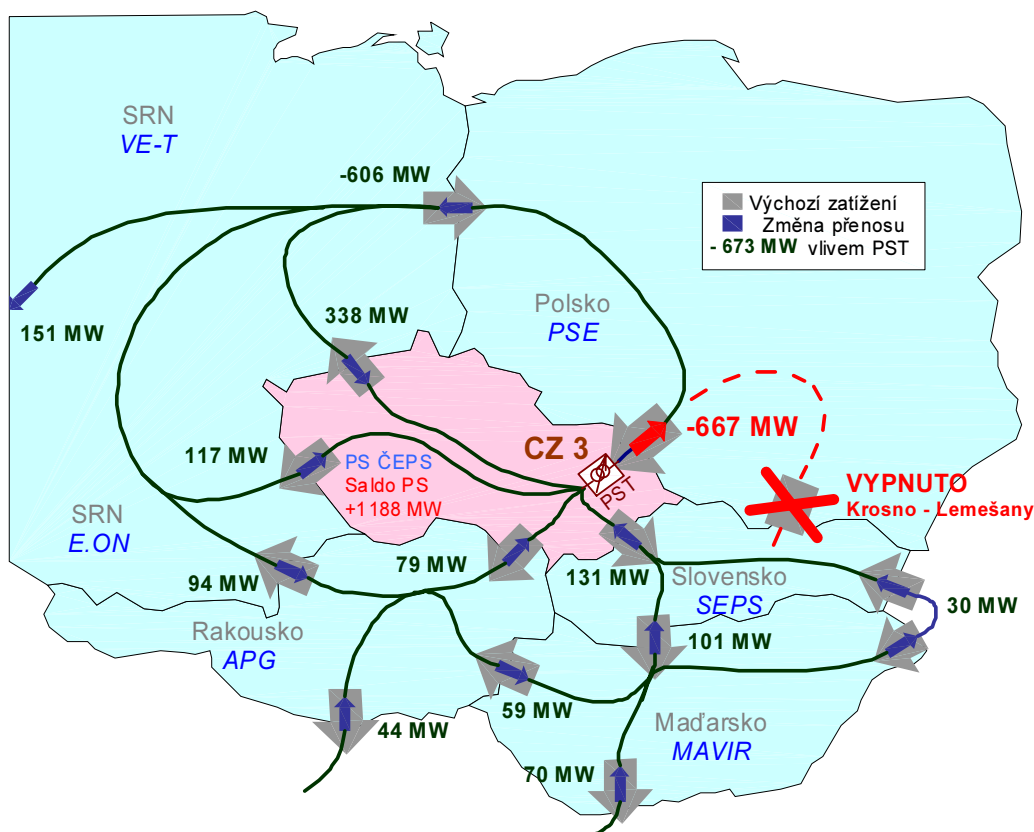 SRN
VE-T
-606 MW
Výchozí zatížení
Změna přenosu
- 673 MW vlivem PST
151 MW
338 MW
Polsko
PSE
-667 MW
CZ 3
PST
117 MW
PS ČEPS
Saldo PS
+1188 MW
VYPNUTO
Krosno - Lemešany
SRN
E.ON
94 MW
79 MW
131 MW
Slovensko
SEPS
30 MW
Rakousko
APG
101 MW
59 MW
44 MW
Maďarsko
MAVIR
70 MW